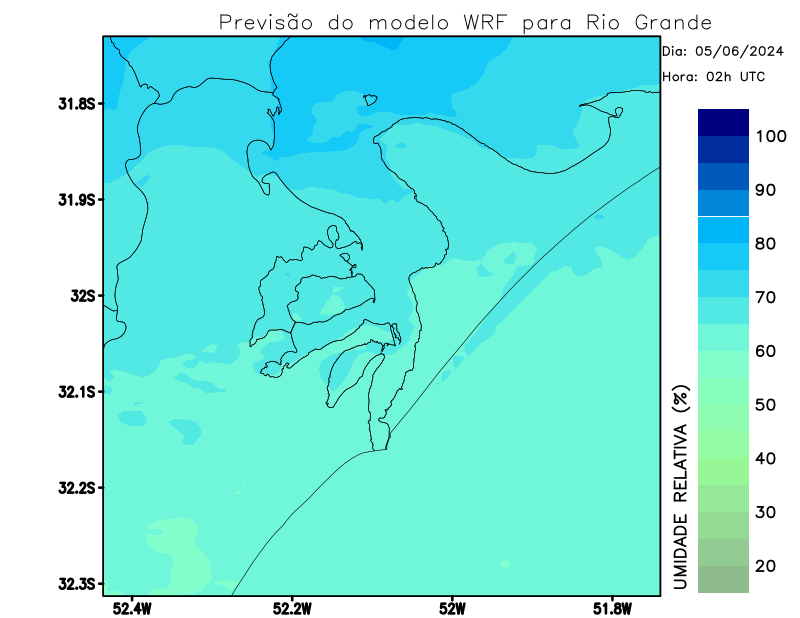 Previsão do modelo WRF para Rio Grande
Dia: 05/06/2024
Hora: 02h UTC
31.8S
31.9S
32S
32.1S
32.2S
32.3S
52.4W
52.2W
52W
51.8W
100
90
80
70
60
50
40
30
20
UMIDADE RELATIVA (%)